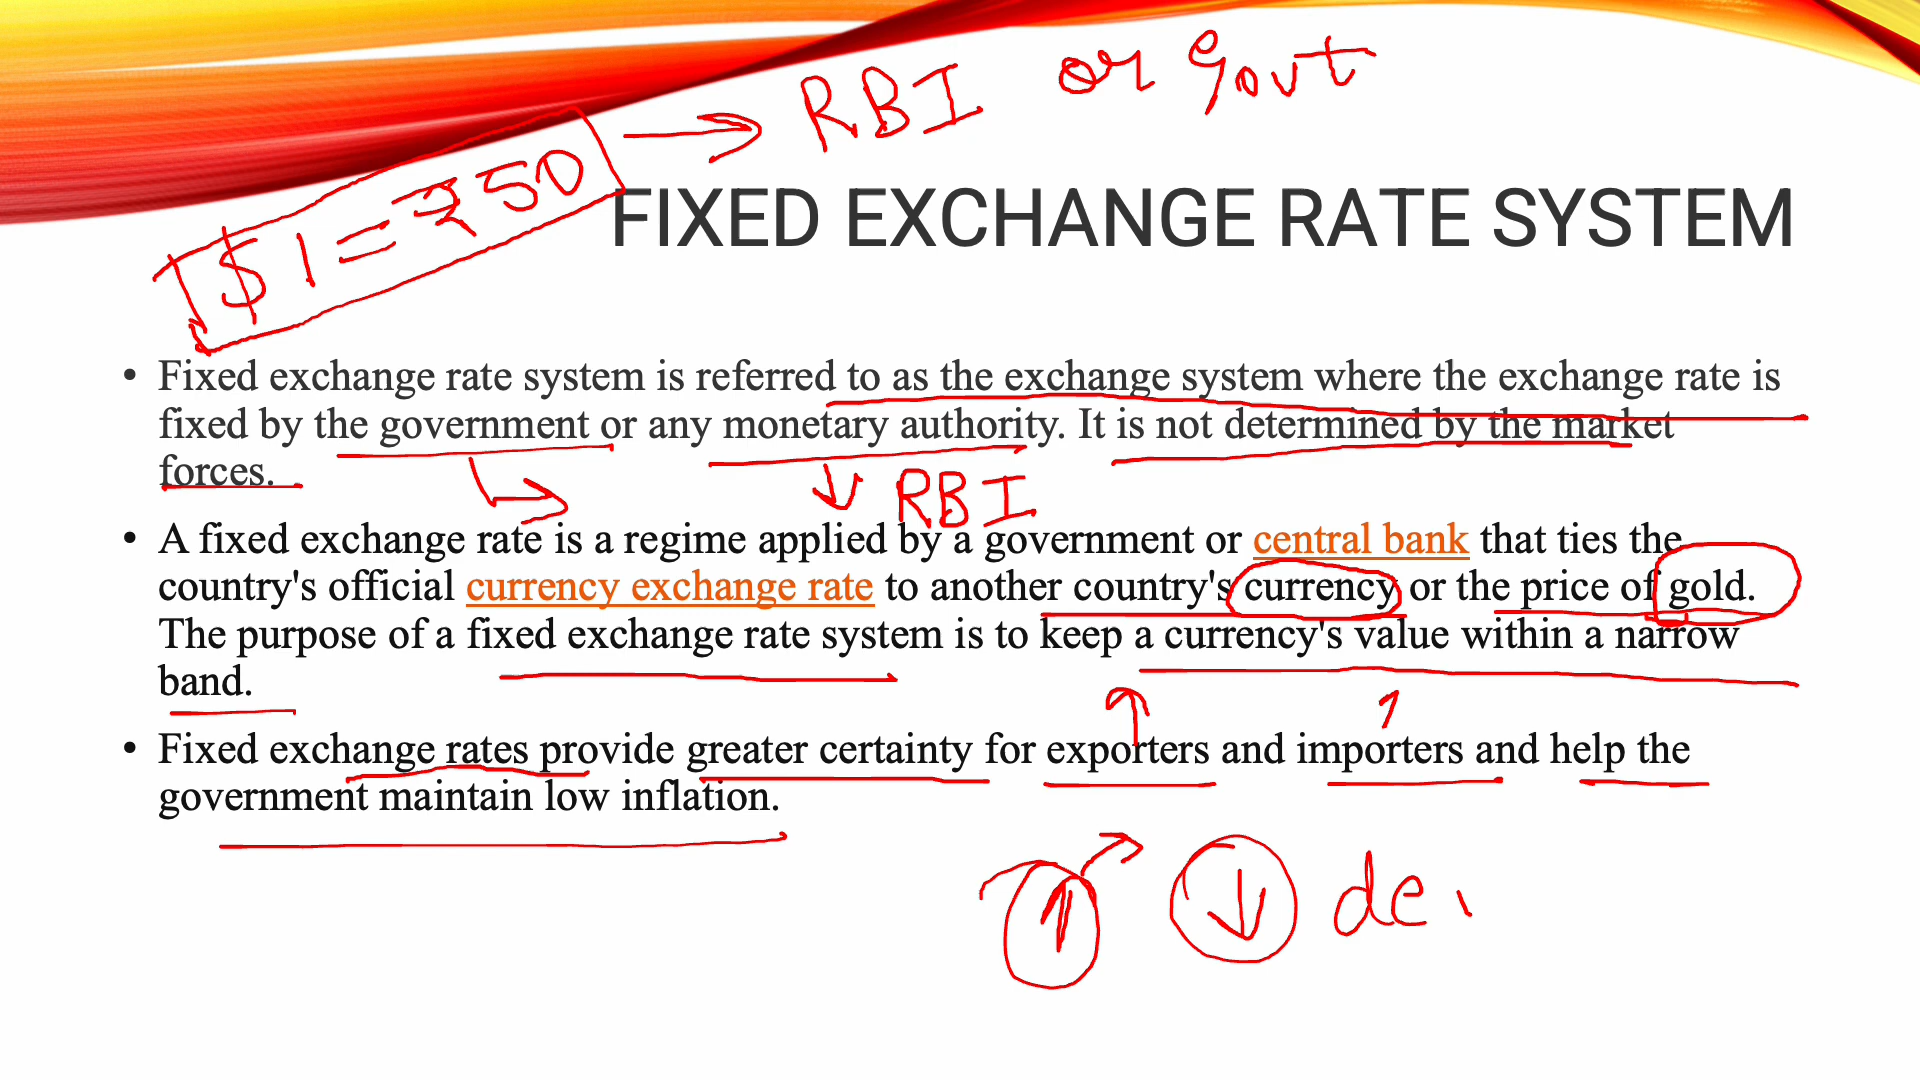 RBI or Govt
$1 = ₹50
FIXED EXCHANGE RATE SYSTEM
• Fixed exchange rate system is referred to as the exchange system where the exchange rate is
fixed by the government or any monetary authority. It is not determined by the market
forces.
RBI
• A fixed exchange rate is a regime applied by a government or central bank that ties the
country's official currency exchange rate to another country's currency or the price of gold.
The purpose of a fixed exchange rate system is to keep a currency's value within a narrow
band.
• Fixed exchange rates provide greater certainty for exporters and importers and help the
government maintain low inflation.
de